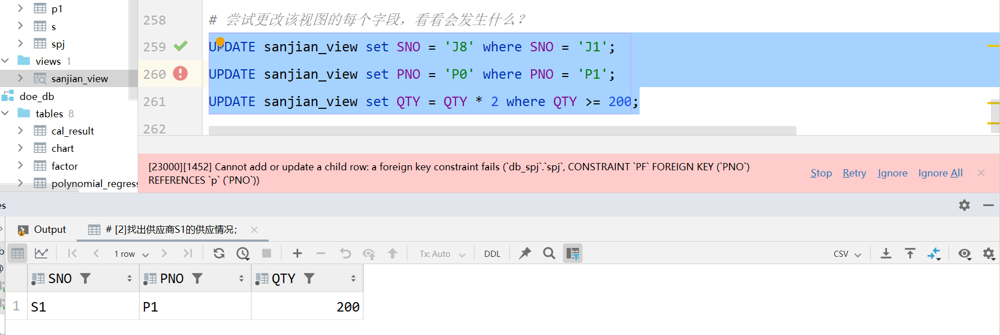 p1
s
spj
views 1
sanjian_view
doe_db
tables 8
cal_result
chart
factor
polynomial_regress
258 # 尝试更改该视图的每个字段，看看会发生什么？
259 UPDATE sanjian_view set SNO = 'J8' where SNO = 'J1';
260 UPDATE sanjian_view set PNO = 'P0' where PNO = 'P1';
261 UPDATE sanjian_view set QTY = QTY * 2 where QTY >= 200;
262
[23000][1452] Cannot add or update a child row: a foreign key constraint fails (`db_spj`.`spj`, CONSTRAINT `PF` FOREIGN KEY (`PNO`)
REFERENCES `p` (`PNO`))
Stop Retry Ignore Ignore All
es
Output # [2]找出供应商S1的供应情况；
1 row Tx: Auto DDL CSV
SNO PNO QTY
1 S1 P1 200